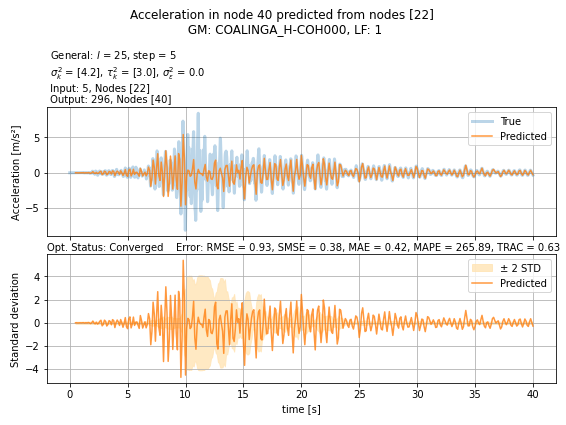 Acceleration in node 40 predicted from nodes [22]
GM: COALINGA_H-COH000, LF: 1
General: l = 25, step = 5
σ²ₖ = [4.2], τ²ₖ = [3.0], σ²ₑ = 0.0
Input: 5, Nodes [22]
Output: 296, Nodes [40]
True
Predicted
Acceleration [m/s²]
5
0
−5
Opt. Status: Converged Error: RMSE = 0.93, SMSE = 0.38, MAE = 0.42, MAPE = 265.89, TRAC = 0.63
± 2 STD
Predicted
Standard deviation
4
2
0
−2
−4
0 5 10 15 20 25 30 35 40
time [s]